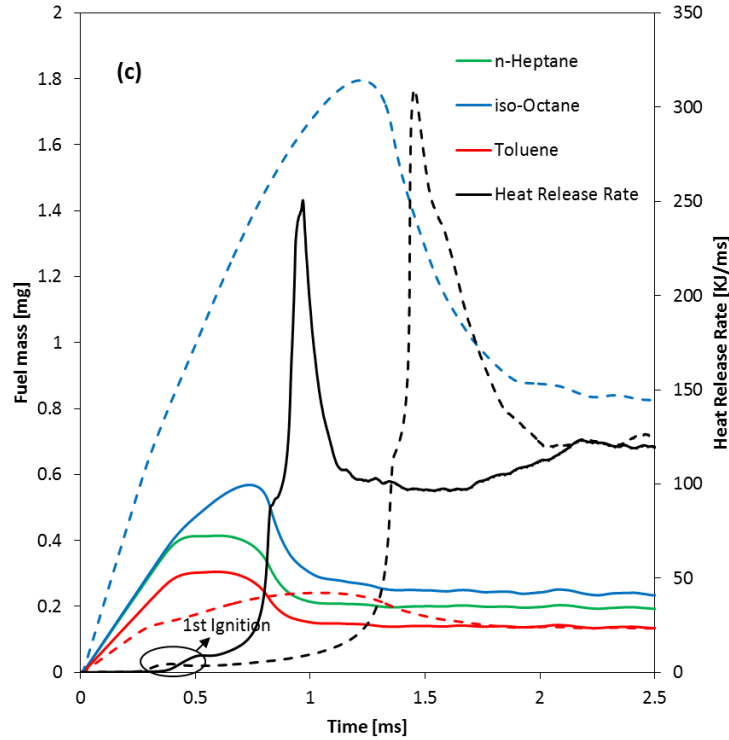 (c)
n-Heptane
iso-Octane
Toluene
Heat Release Rate
1st Ignition
Fuel mass [mg]
2
1.8
1.6
1.4
1.2
1
0.8
0.6
0.4
0.2
0
Heat Release Rate [KJ/ms]
350
300
250
200
150
100
50
0
0
0.5
1
1.5
2
2.5
Time [ms]